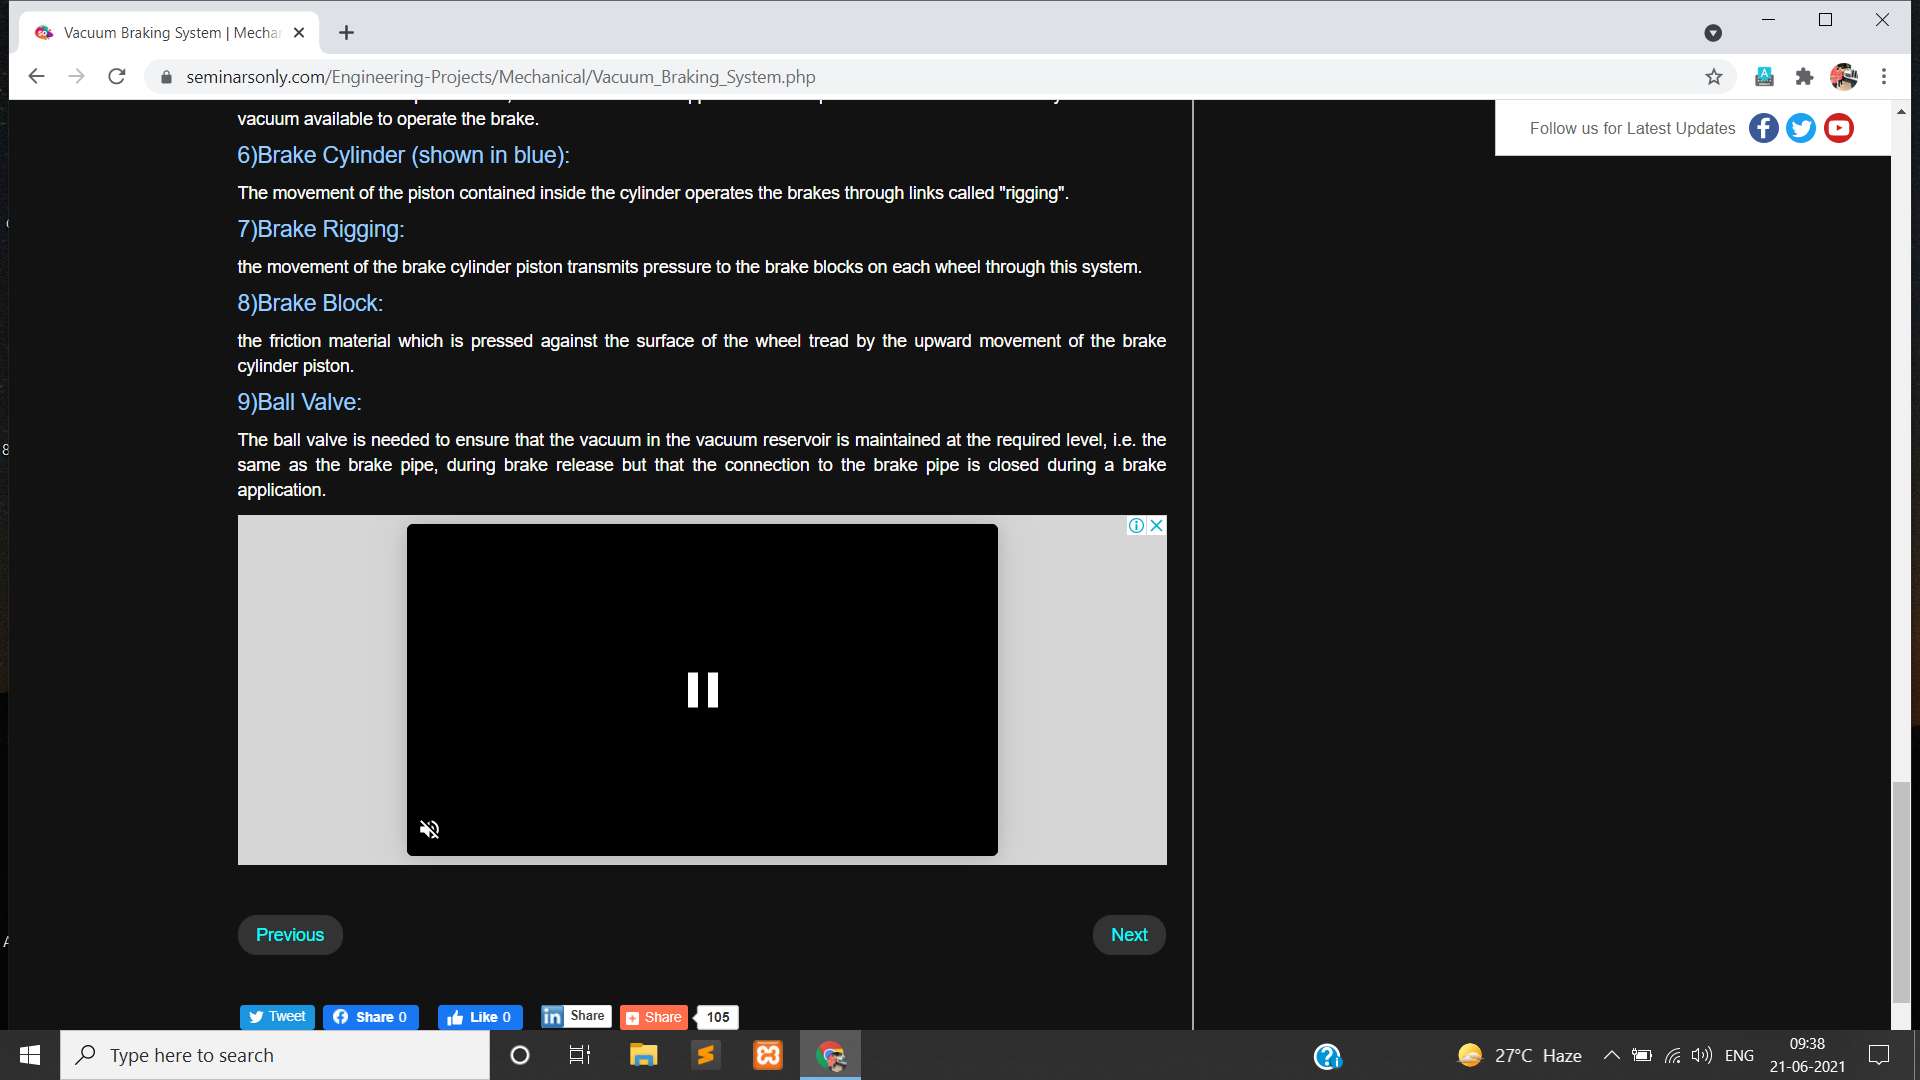 Vacuum Braking System | Mechan
seminarsonly.com/Engineering-Projects/Mechanical/Vacuum_Braking_System.php
Follow us for Latest Updates
vacuum available to operate the brake.
6)Brake Cylinder (shown in blue):
The movement of the piston contained inside the cylinder operates the brakes through links called "rigging".
7)Brake Rigging:
the movement of the brake cylinder piston transmits pressure to the brake blocks on each wheel through this system.
8)Brake Block:
the friction material which is pressed against the surface of the wheel tread by the upward movement of the brake
cylinder piston.
9)Ball Valve:
The ball valve is needed to ensure that the vacuum in the vacuum reservoir is maintained at the required level, i.e. the
same as the brake pipe, during brake release but that the connection to the brake pipe is closed during a brake
application.
Previous
Next
Tweet
Share 0
Like 0
in Share
Share
105
Type here to search
27°C Haze
ENG
09:38
21-06-2021